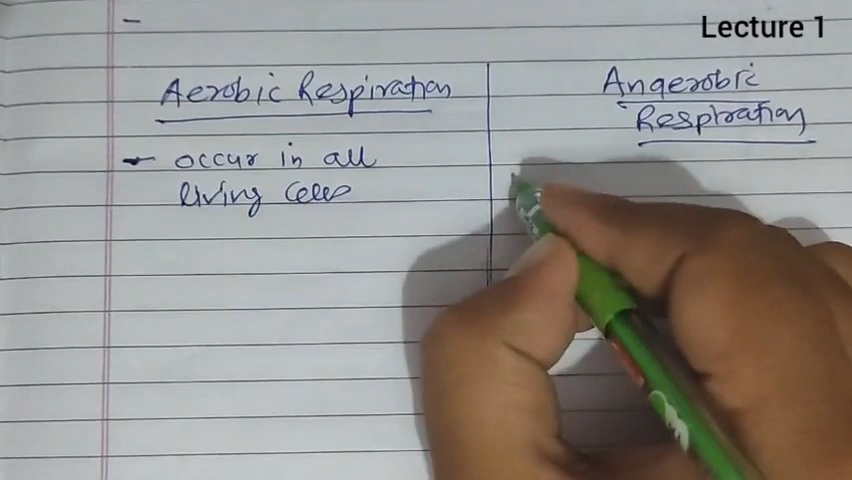 Lecture 1
Aerobic Respiration
Anaerobic
Respiration
- occur in all
living cells